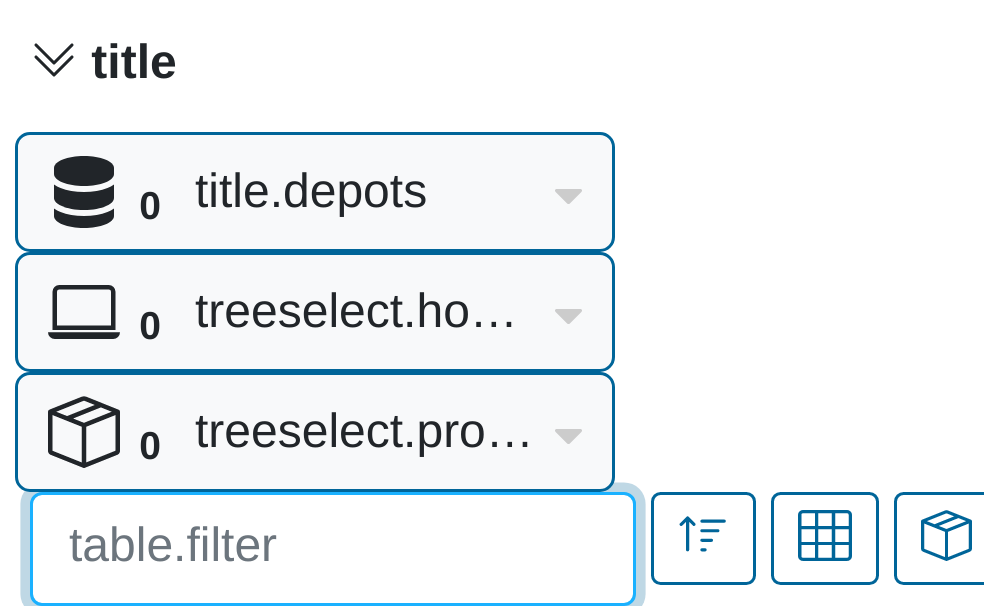 title
0 title.depots
0 treeselect.ho…
0 treeselect.pro…
table.filter